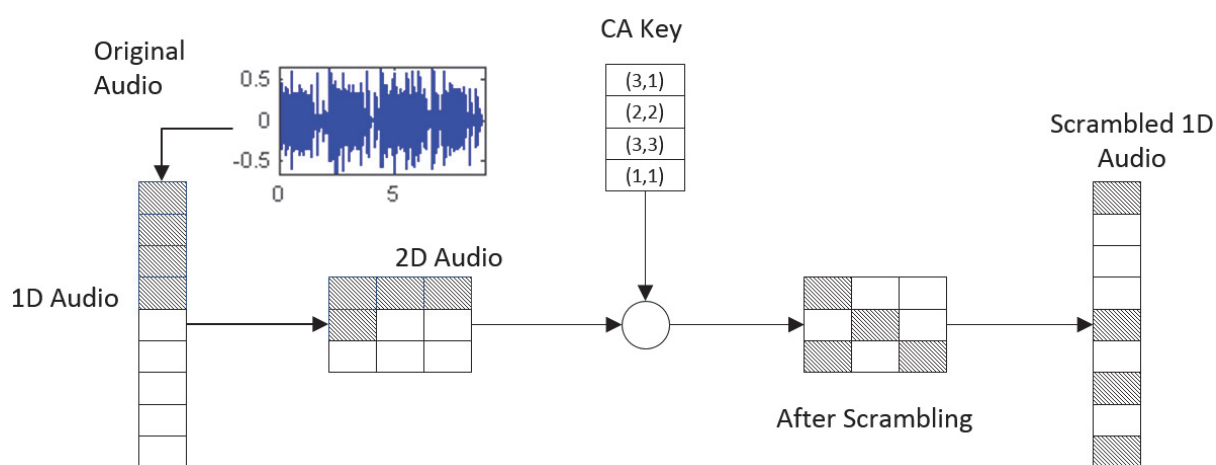 Original
Audio
0.5
0
-0.5
0
5
CA Key
(3,1)
(2,2)
(3,3)
(1,1)
Scrambled 1D
Audio
1D Audio
2D Audio
After Scrambling